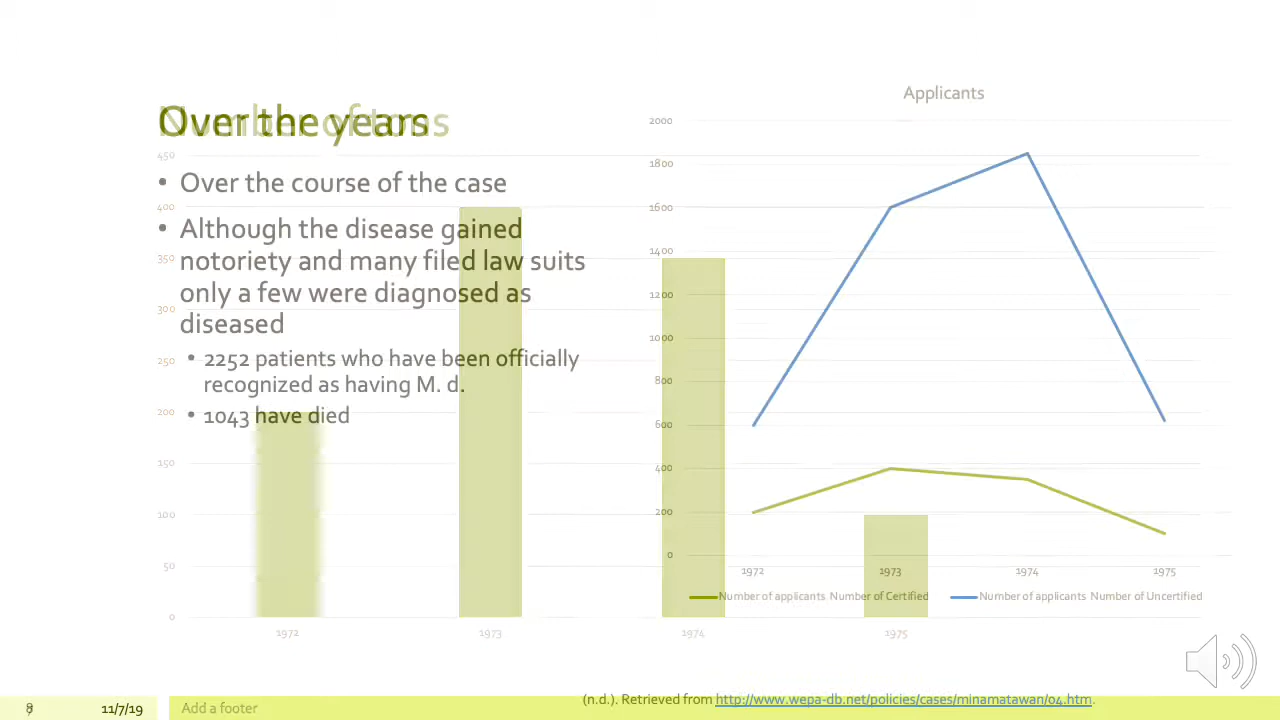 Over the years
Number of tons
• Over the course of the case
• Although the disease gained
notoriety and many filed law suits
only a few were diagnosed as
diseased
• 2252 patients who have been officially
recognized as having M. d.
• 1043 have died
450
400
350
300
250
200
150
100
50
0
1972 1973 1974 1975
Applicants
2000
1800
1600
1400
1200
1000
800
600
400
200
0
1972 1973 1974 1975
Number of applicants Number of Certified Number of applicants Number of Uncertified
(n.d.). Retrieved from http://www.wepa-db.net/policies/cases/minamatawan/04.htm.
11/7/19 Add a footer